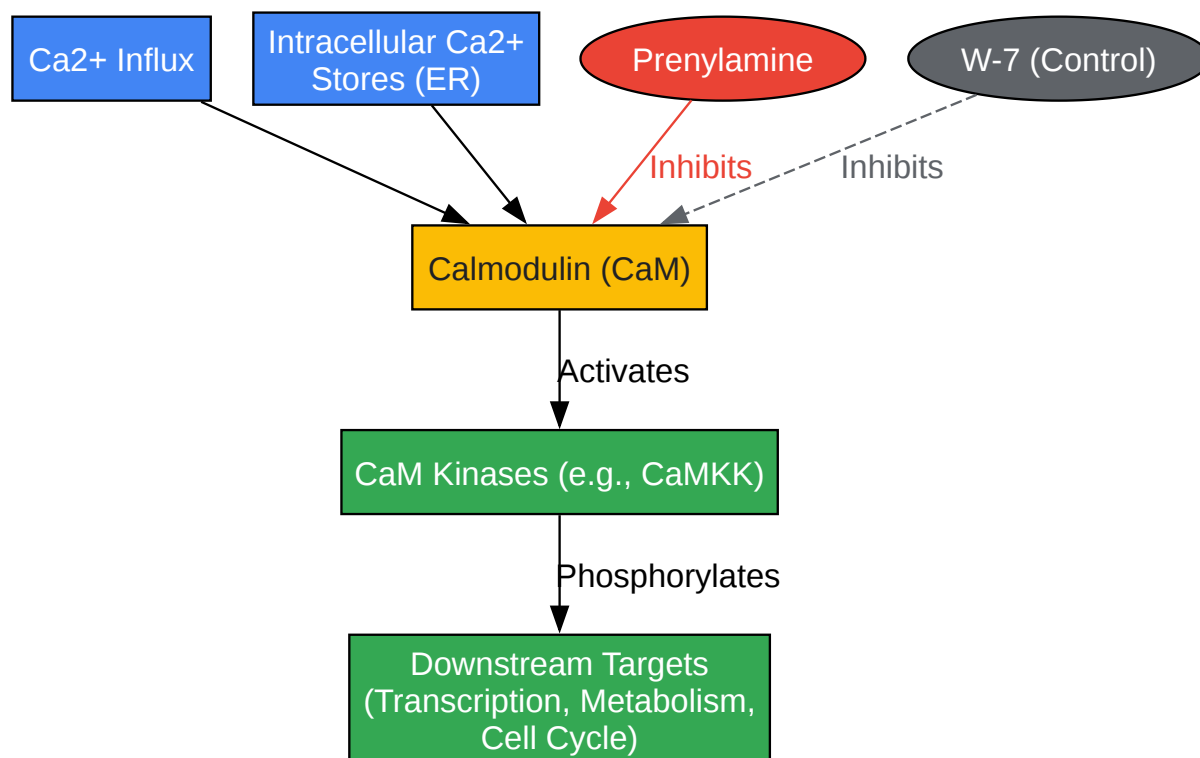 Ca2+ Influx
Intracellular Ca2+
Stores (ER)
Prenylamine
W-7 (Control)
Inhibits
Inhibits
Calmodulin (CaM)
Activates
CaM Kinases (e.g., CaMKK)
Phosphorylates
Downstream Targets
(Transcription, Metabolism,
Cell Cycle)